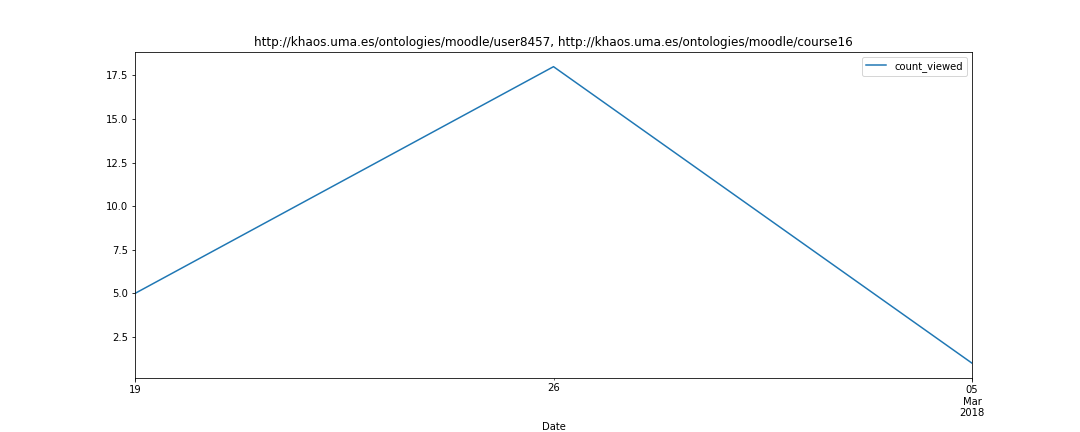 http://khaos.uma.es/ontologies/moodle/user8457, http://khaos.uma.es/ontologies/moodle/course16
count_viewed
17.5
15.0
12.5
10.0
7.5
5.0
2.5
19
26
05
Mar
2018
Date